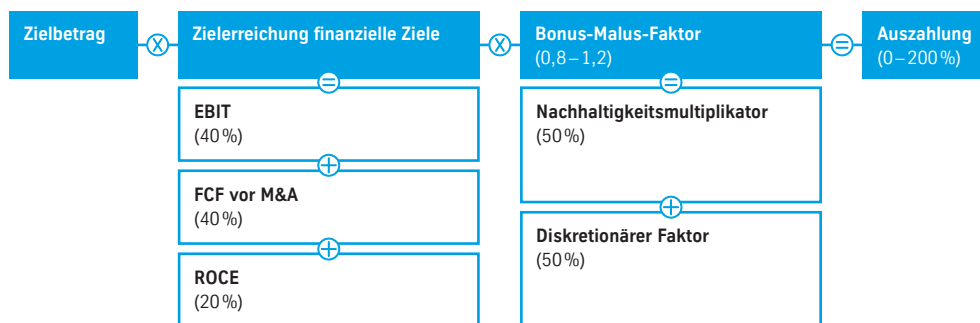 Zielbetrag
Zielerreichung finanzielle Ziele
Bonus-Malus-Faktor
(0,8–1,2)
Auszahlung
(0–200%)
EBIT
(40%)
FCF vor M&A
(40%)
ROCE
(20%)
Nachhaltigkeitsmultiplikator
(50%)
Diskretionärer Faktor
(50%)